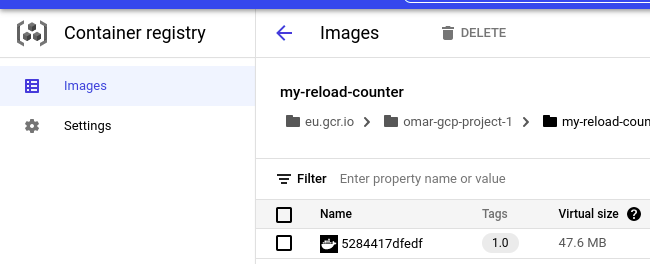 Container registry
Images
DELETE
Images
Settings
my-reload-counter
eu.gcr.io
omar-gcp-project-1
my-reload-coun
Filter Enter property name or value
Name Tags Virtual size ?
5284417dfedf 1.0 47.6 MB